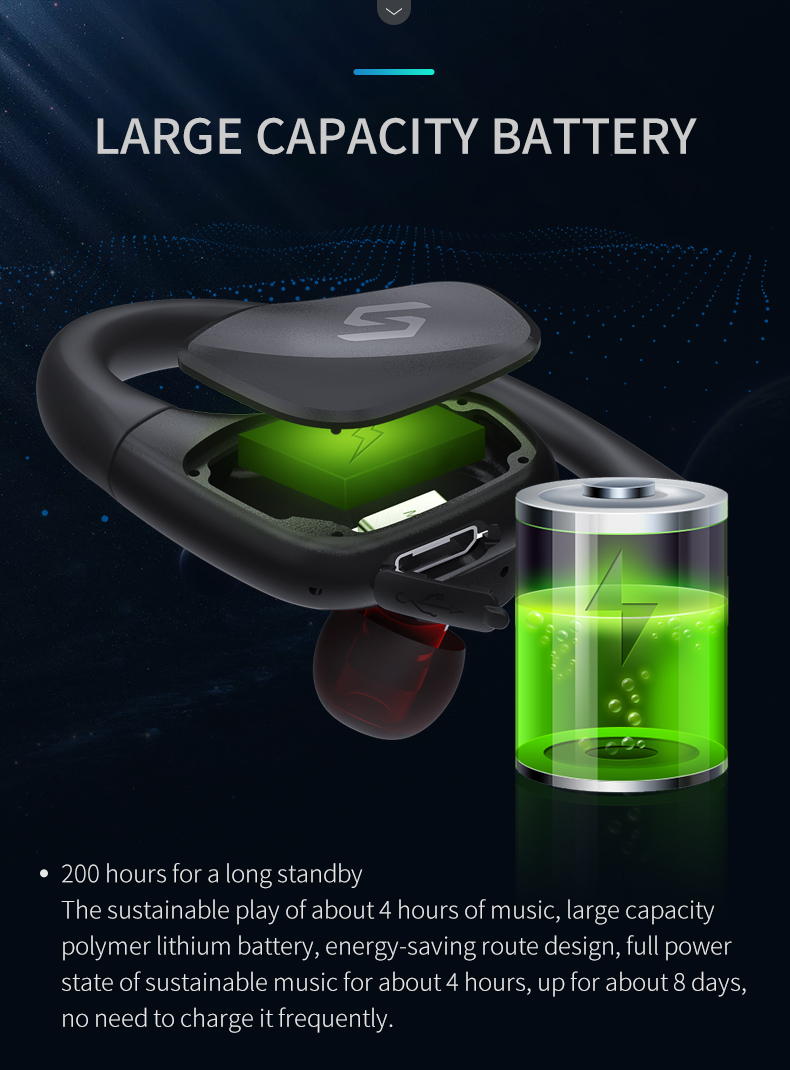 LARGE CAPACITY BATTERY
200 hours for a long standby
The sustainable play of about 4 hours of music, large capacity
polymer lithium battery, energy-saving route design, full power
state of sustainable music for about 4 hours, up for about 8 days,
no need to charge it frequently.